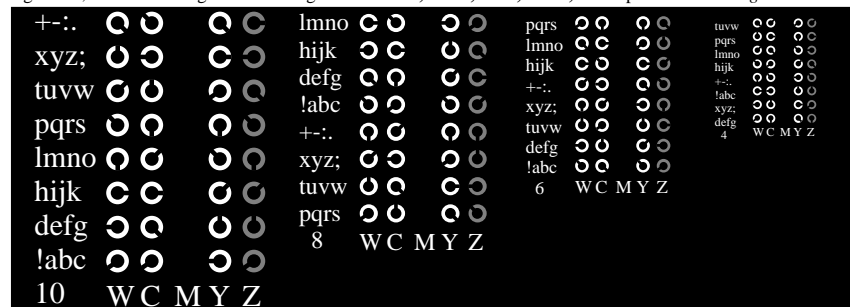 +-:.
xyz;
tuvw
pqrs
lmno
hijk
defg
!abc
10 W C M Y Z
lmno
hijk
defg
!abc
+-:.
xyz;
tuvw
pqrs
8 W C M Y Z
pqrs
lmno
hijk
+-:.
xyz;
tuvw
defg
!abc
6 W C M Y Z
tuvw
pqrs
lmno
hijk
+-:.
!abc
xyz;
defg
4 W C M Y Z